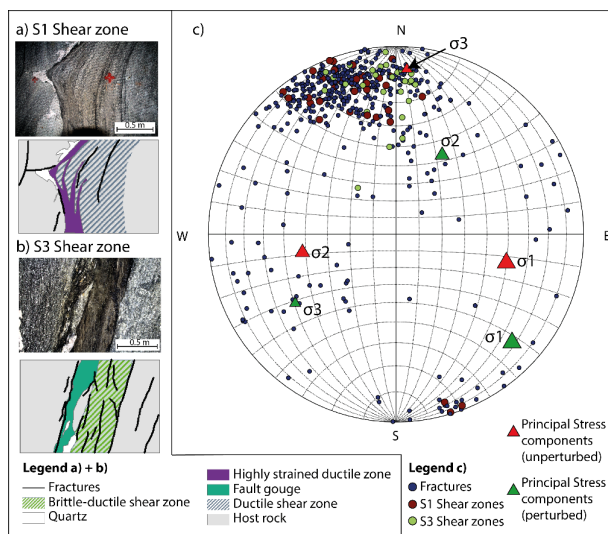 a) S1 Shear zone
0.5 m
b) S3 Shear zone
0.5 m
Legend a) + b)
Fractures
Brittle-ductile shear zone
Quartz
Highly strained ductile zone
Fault gouge
Ductile shear zone
Host rock
c)
N
σ3
σ2
W
E
σ2
σ1
σ3
σ1
S
Legend c)
Fractures
S1 Shear zones
S3 Shear zones
Principal Stress
components
(unperturbed)
Principal Stress
components
(perturbed)